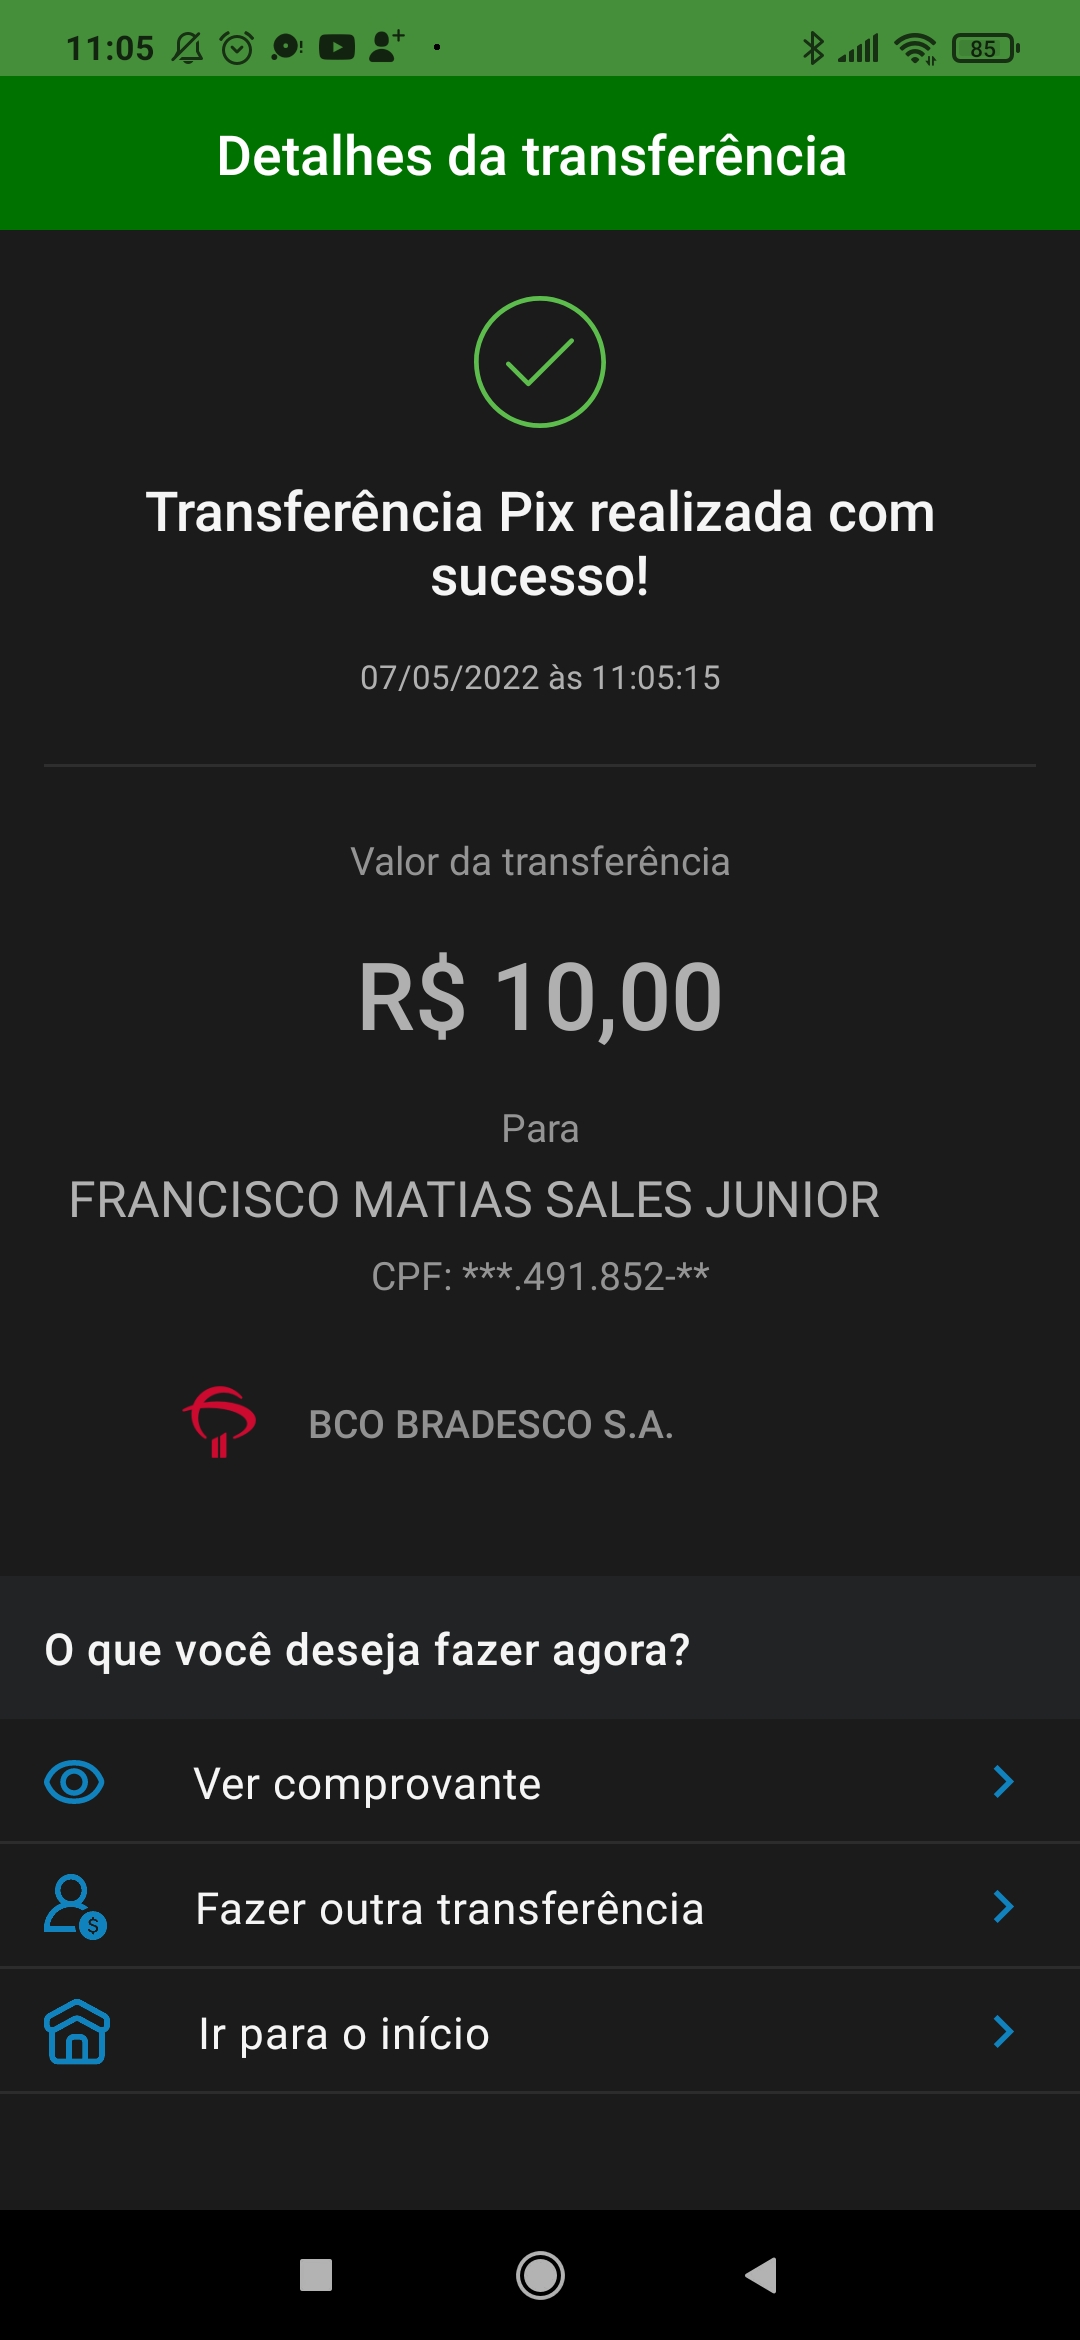 11:05
85
Detalhes da transferência
Transferência Pix realizada com
sucesso!
07/05/2022 às 11:05:15
Valor da transferência
R$ 10,00
Para
FRANCISCO MATIAS SALES JUNIOR
CPF: ***.491.852-**
BCO BRADESCO S.A.
O que você deseja fazer agora?
Ver comprovante
Fazer outra transferência
Ir para o início